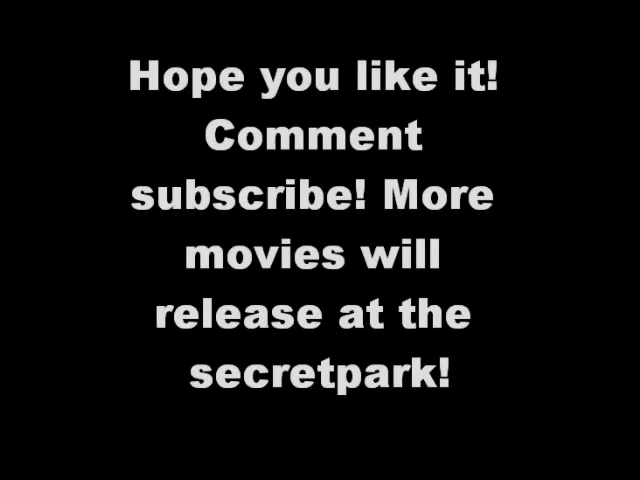 Hope you like it!
Comment
subscribe! More
movies will
release at the
secretpark!